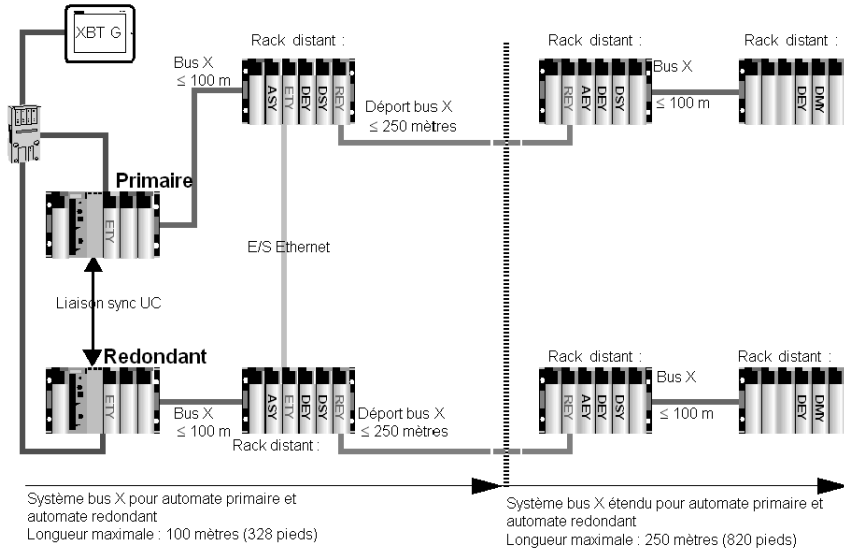 XBT G
Rack distant :
Rack distant :
Rack distant :
Bus X
≤ 100 m
ASY
ETY
DEY
DSY
REY
Déport bus X
≤ 250 mètres
REY
AEY
DEY
DSY
Bus X
≤ 100 m
DEY
DMY
Primaire
ETY
E/S Ethernet
Liaison sync UC
Redondant
ETY
Bus X
≤ 100 m
Rack distant :
ASY
ETY
DEY
DSY
REY
Déport bus X
≤ 250 mètres
Rack distant :
REY
AEY
DEY
DSY
Bus X
≤ 100 m
Rack distant :
DEY
DMY
Système bus X pour automate primaire et
automate redondant
Longueur maximale : 100 mètres (328 pieds)
Système bus X étendu pour automate primaire et
automate redondant
Longueur maximale : 250 mètres (820 pieds)